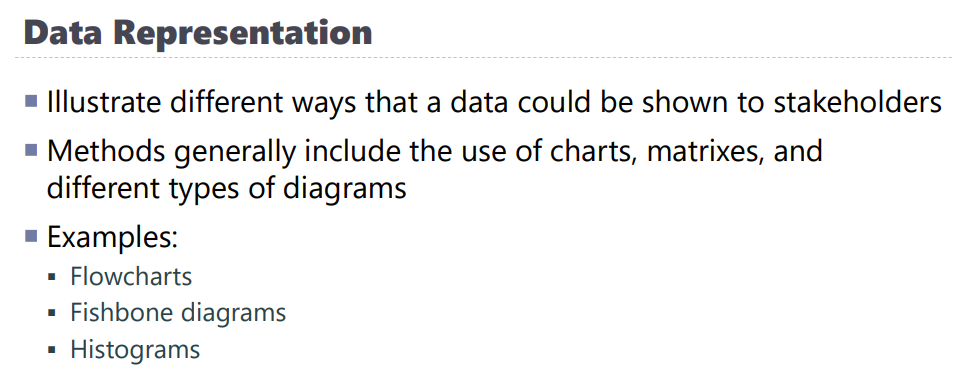 Data Representation
Illustrate different ways that a data could be shown to stakeholders
Methods generally include the use of charts, matrixes, and
different types of diagrams
Examples:
Flowcharts
Fishbone diagrams
Histograms